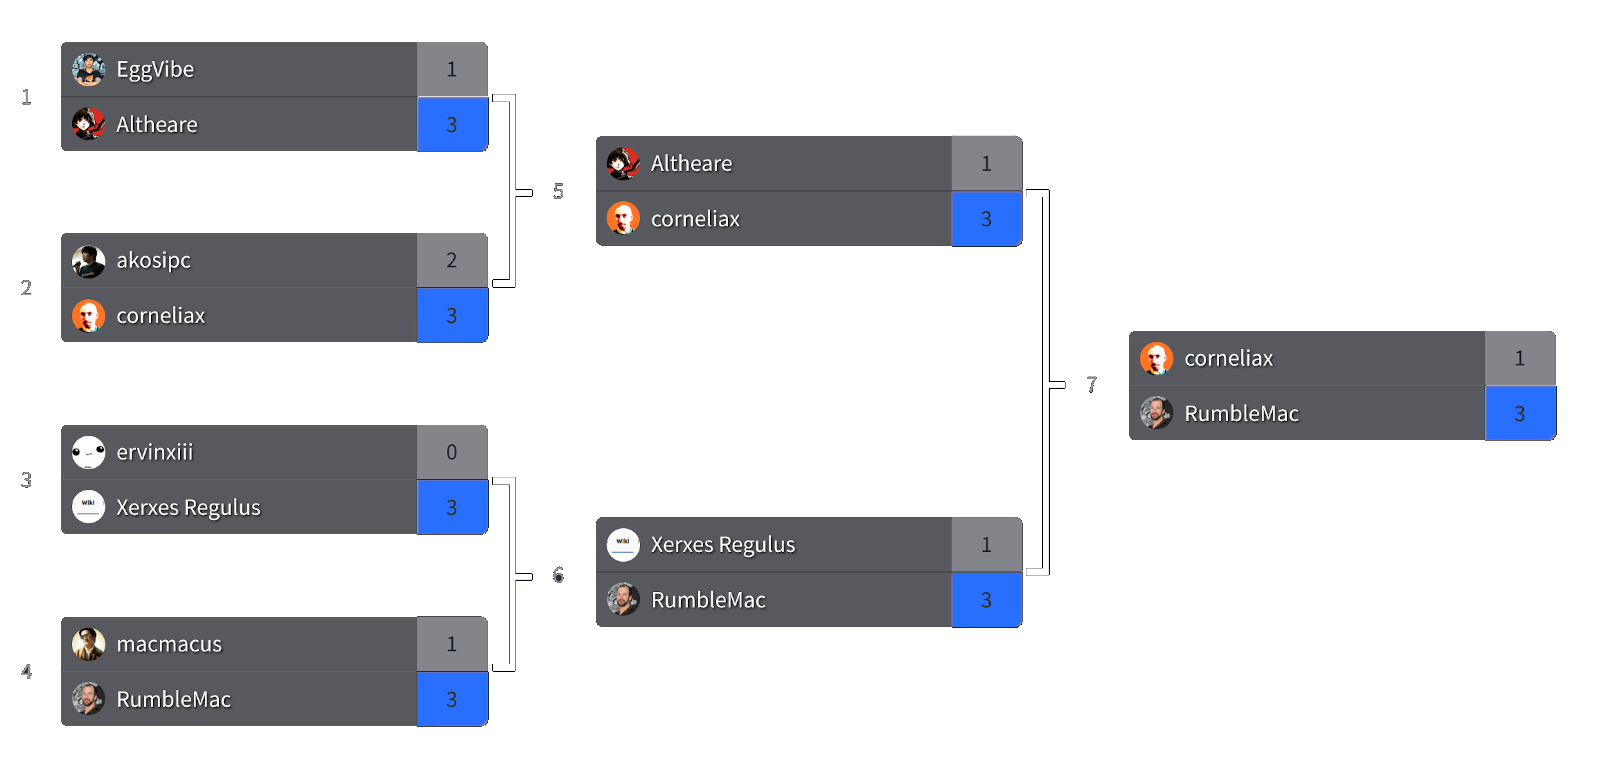 EggVibe 1
1
Altheare 3
akosipc 2
2
corneliax 3
ervinxiii 0
3
Xerxes Regulus 3
macmacus 1
4
RumbleMac 3
5
Altheare 1
corneliax 3
6
wiki
Xerxes Regulus 1
RumbleMac 3
7
corneliax 1
RumbleMac 3